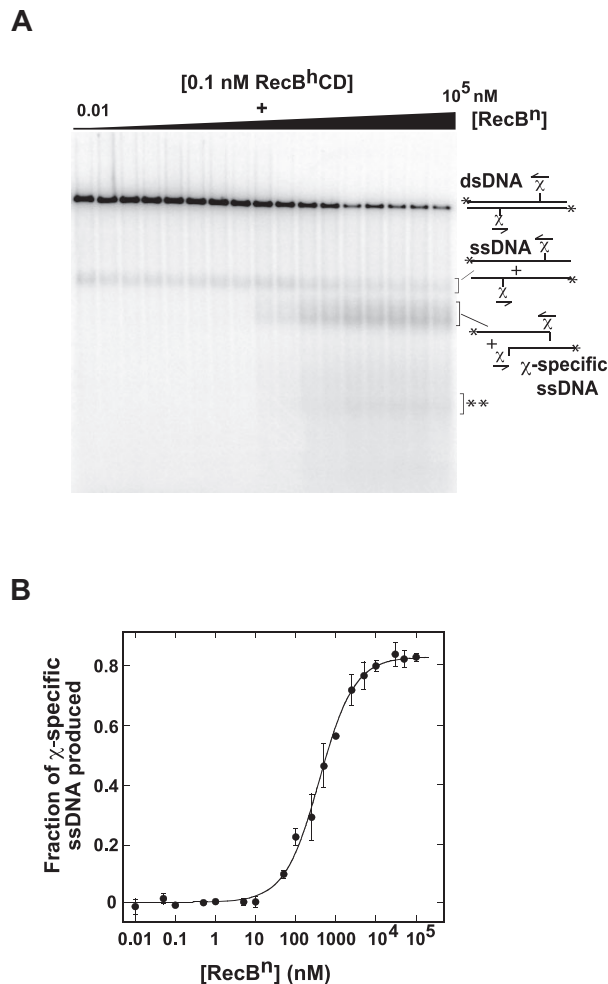 A
[0.1 nM RecBʰCD]
0.01
+
10⁵ nM
[RecBⁿ]
dsDNA
χ
*
*
χ
ssDNA
χ
*
+
*
χ
χ
*
+
χ
*
χ-specific
ssDNA
**
B
Fraction of χ-specific
ssDNA produced
0.8
0.6
0.4
0.2
0
0.01 0.1 1 10 100 1000 10⁴ 10⁵
[RecBⁿ] (nM)